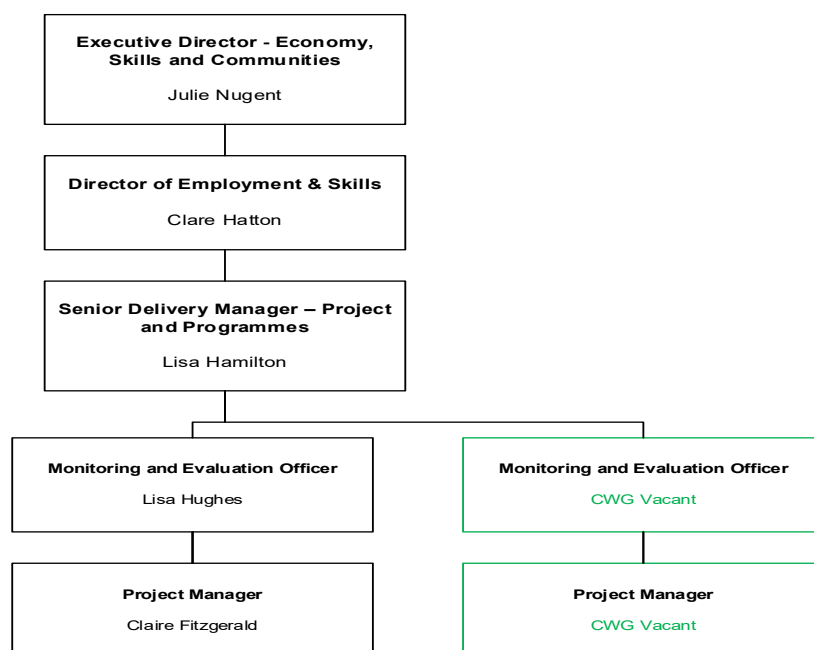 Executive Director - Economy,
Skills and Communities
Julie Nugent
Director of Employment & Skills
Clare Hatton
Senior Delivery Manager – Project
and Programmes
Lisa Hamilton
Monitoring and Evaluation Officer
Lisa Hughes
Monitoring and Evaluation Officer
CWG Vacant
Project Manager
Claire Fitzgerald
Project Manager
CWG Vacant